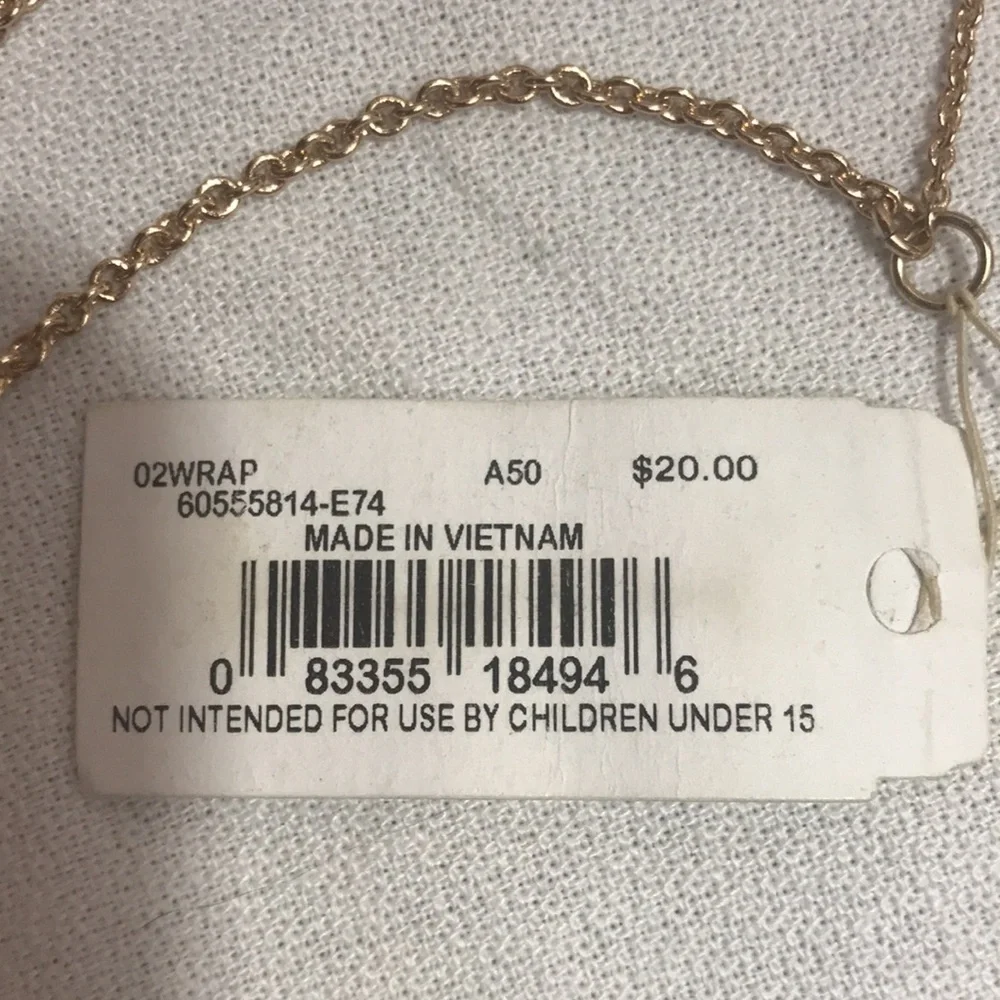 02WRAP A50 $20.00
60555814-E74
MADE IN VIETNAM
0 83355 18494 6
NOT INTENDED FOR USE BY CHILDREN UNDER 15